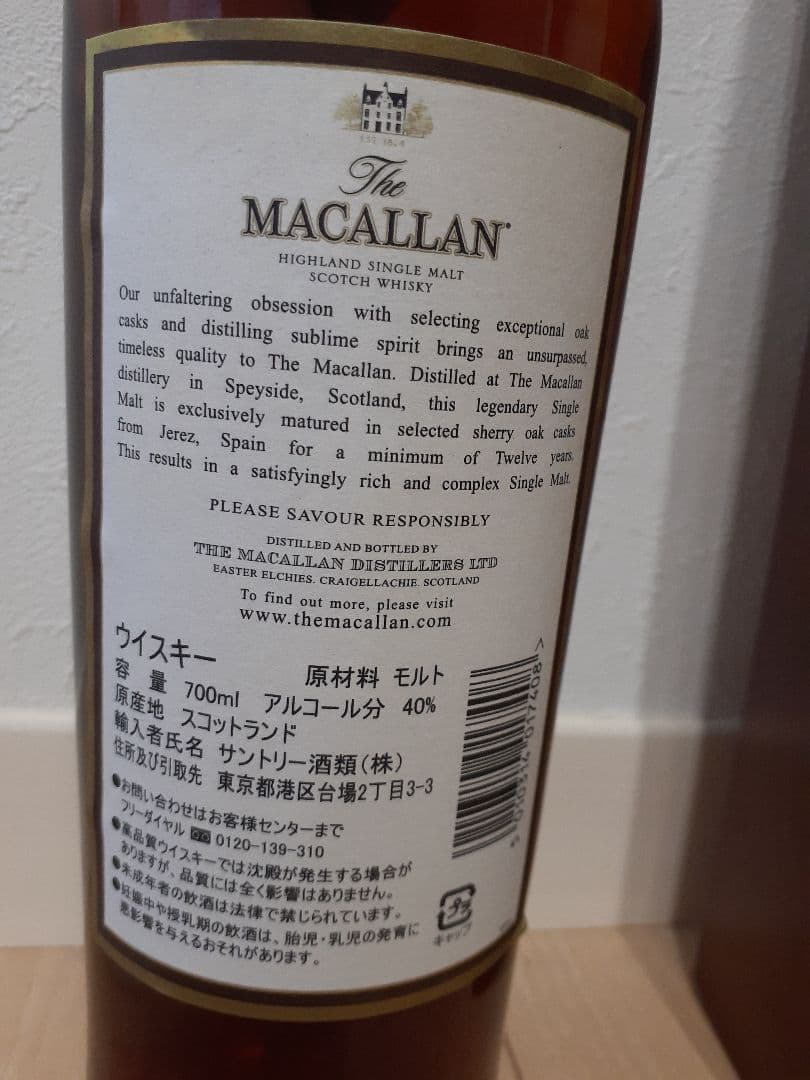 EST. 1824
The
MACALLAN
HIGHLAND SINGLE MALT
SCOTCH WHISKY
Our unfaltering obsession with selecting exceptional oak
casks and distilling sublime spirit brings an unsurpassed,
timeless quality to The Macallan. Distilled at The Macallan
distillery in Speyside, Scotland, this legendary Single
Malt is exclusively matured in selected sherry oak casks
from Jerez, Spain for a minimum of Twelve years.
This results in a satisfyingly rich and complex Single Malt.
PLEASE SAVOUR RESPONSIBLY
DISTILLED AND BOTTLED BY
THE MACALLAN DISTILLERS LTD
EASTER ELCHIES. CRAIGELLACHIE. SCOTLAND
To find out more, please visit
www.themacallan.com
ウイスキー 原材料 モルト
容量 700ml アルコール分 40%
原産地 スコットランド
輸入者氏名 サントリー酒類(株)
住所及び引取先 東京都港区台場2丁目3-3
●お問い合わせはお客様センターまで
フリーダイヤル 0120-139-310
●高品質ウイスキーでは沈殿が発生する場合が
ありますが、品質には全く影響はありません。
●未成年者の飲酒は法律で禁じられています。
●妊娠中や授乳期の飲酒は、胎児・乳児の発育に
悪影響を与えるおそれがあります。
5 010314 017408 >
プラ
キャップ